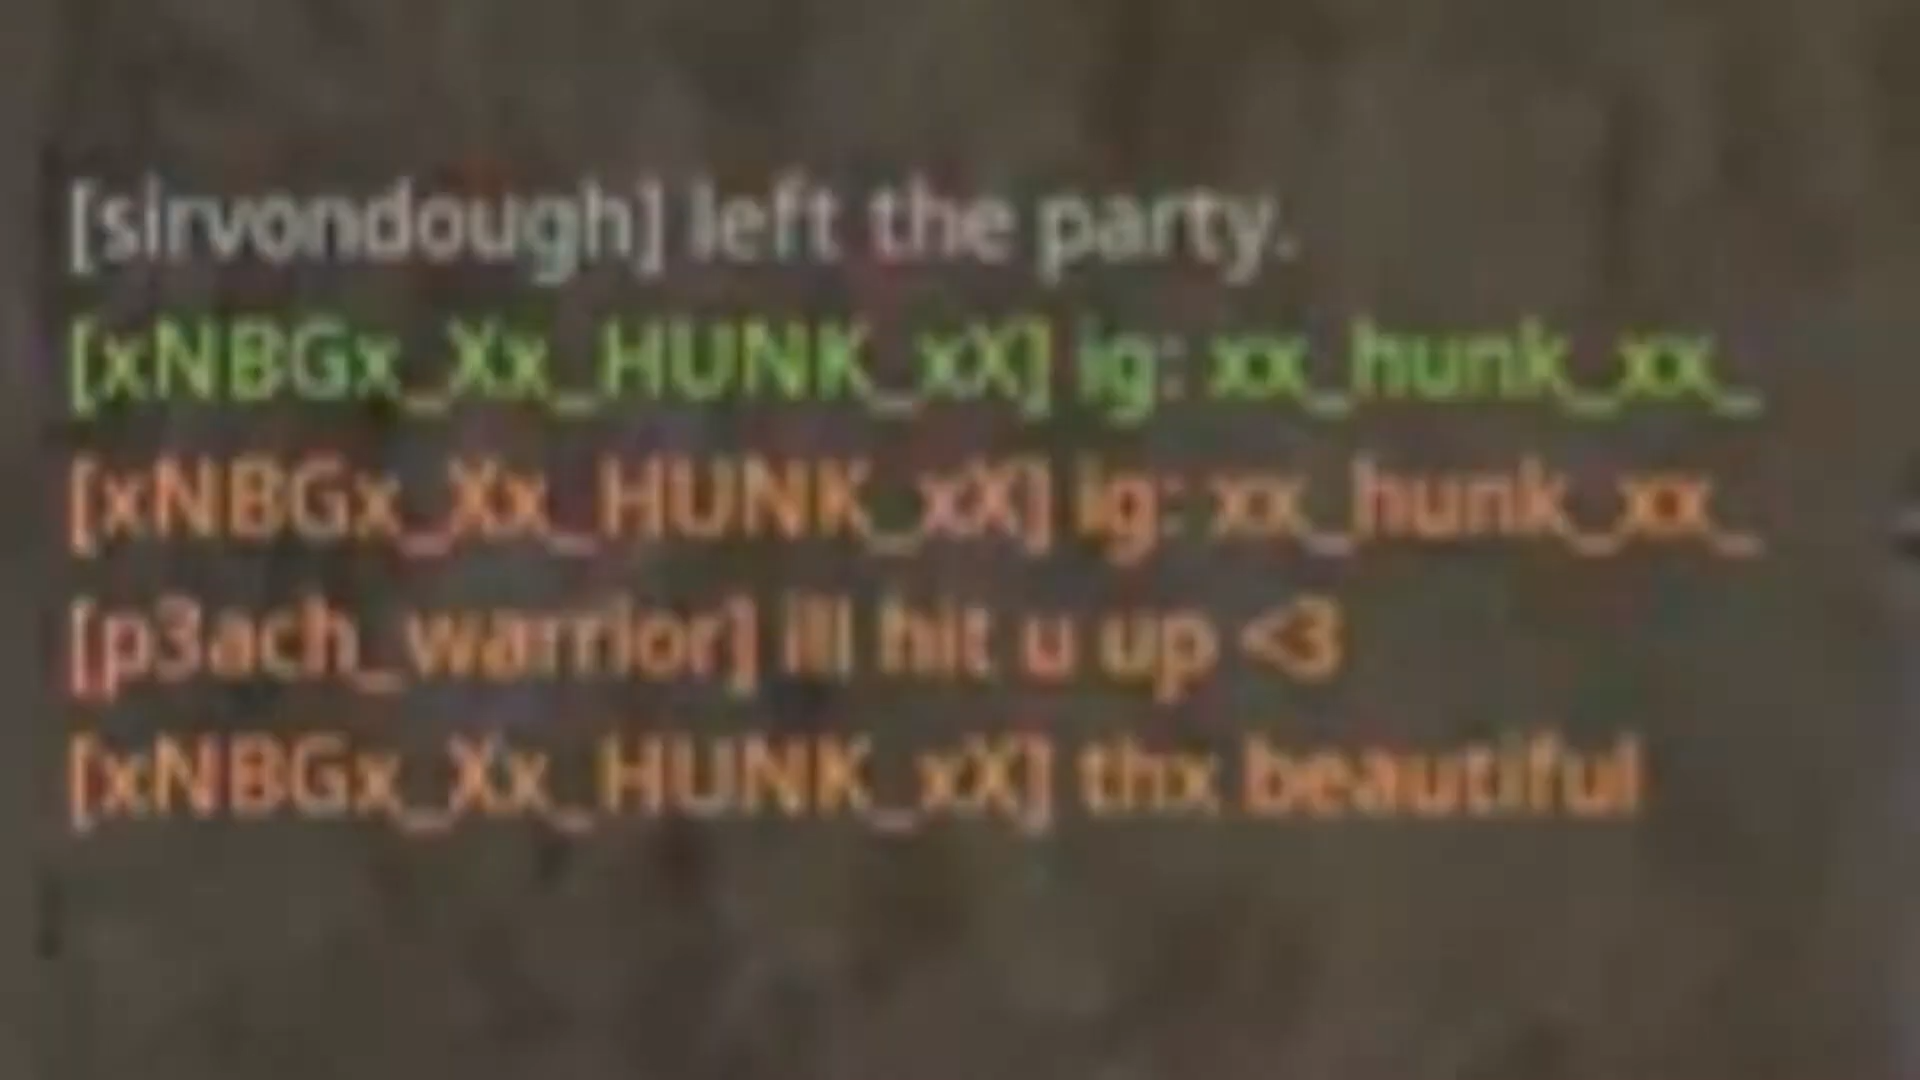 [sirvondough] left the party.
[xNBGx_Xx_HUNK_xX] ig: xx_hunk_xx_
[xNBGx_Xx_HUNK_xX] ig: xx_hunk_xx_
[p3ach_warrior] ill hit u up <3
[xNBGx_Xx_HUNK_xX] thx beautiful